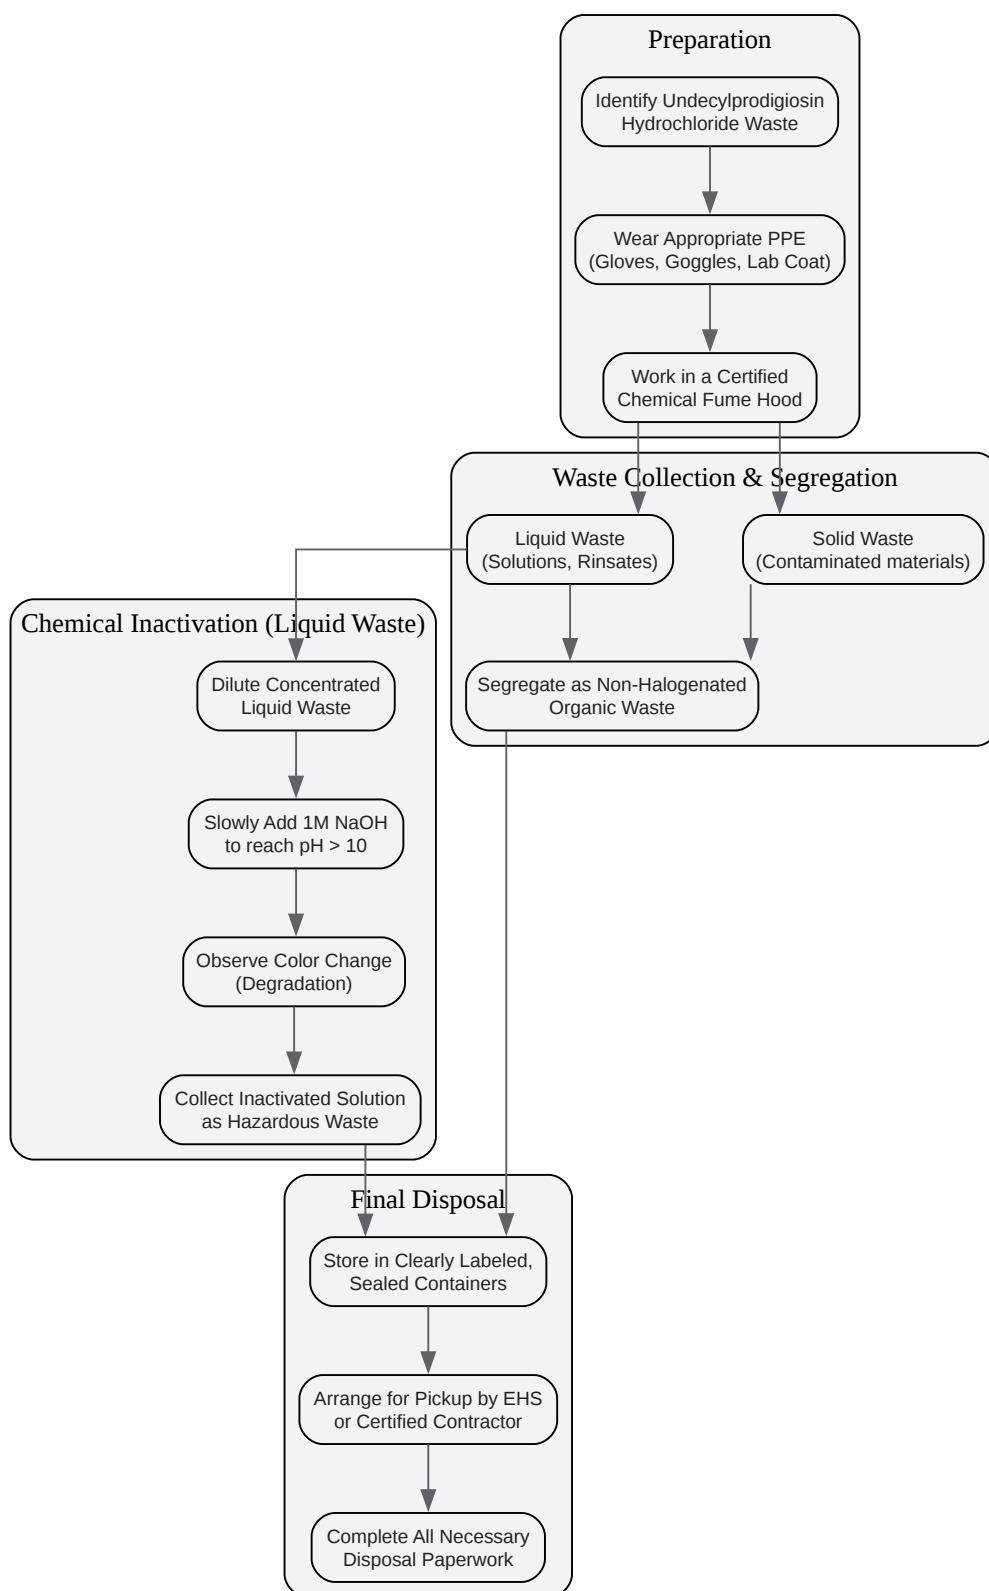 Preparation
Identify Undecylprodigiosin
Hydrochloride Waste
Wear Appropriate PPE
(Gloves, Goggles, Lab Coat)
Work in a Certified
Chemical Fume Hood
Waste Collection & Segregation
Liquid Waste
(Solutions, Rinsates)
Solid Waste
(Contaminated materials)
Segregate as Non-Halogenated
Organic Waste
Chemical Inactivation (Liquid Waste)
Dilute Concentrated
Liquid Waste
Slowly Add 1M NaOH
to reach pH > 10
Observe Color Change
(Degradation)
Collect Inactivated Solution
as Hazardous Waste
Final Disposal
Store in Clearly Labeled,
Sealed Containers
Arrange for Pickup by EHS
or Certified Contractor
Complete All Necessary
Disposal Paperwork